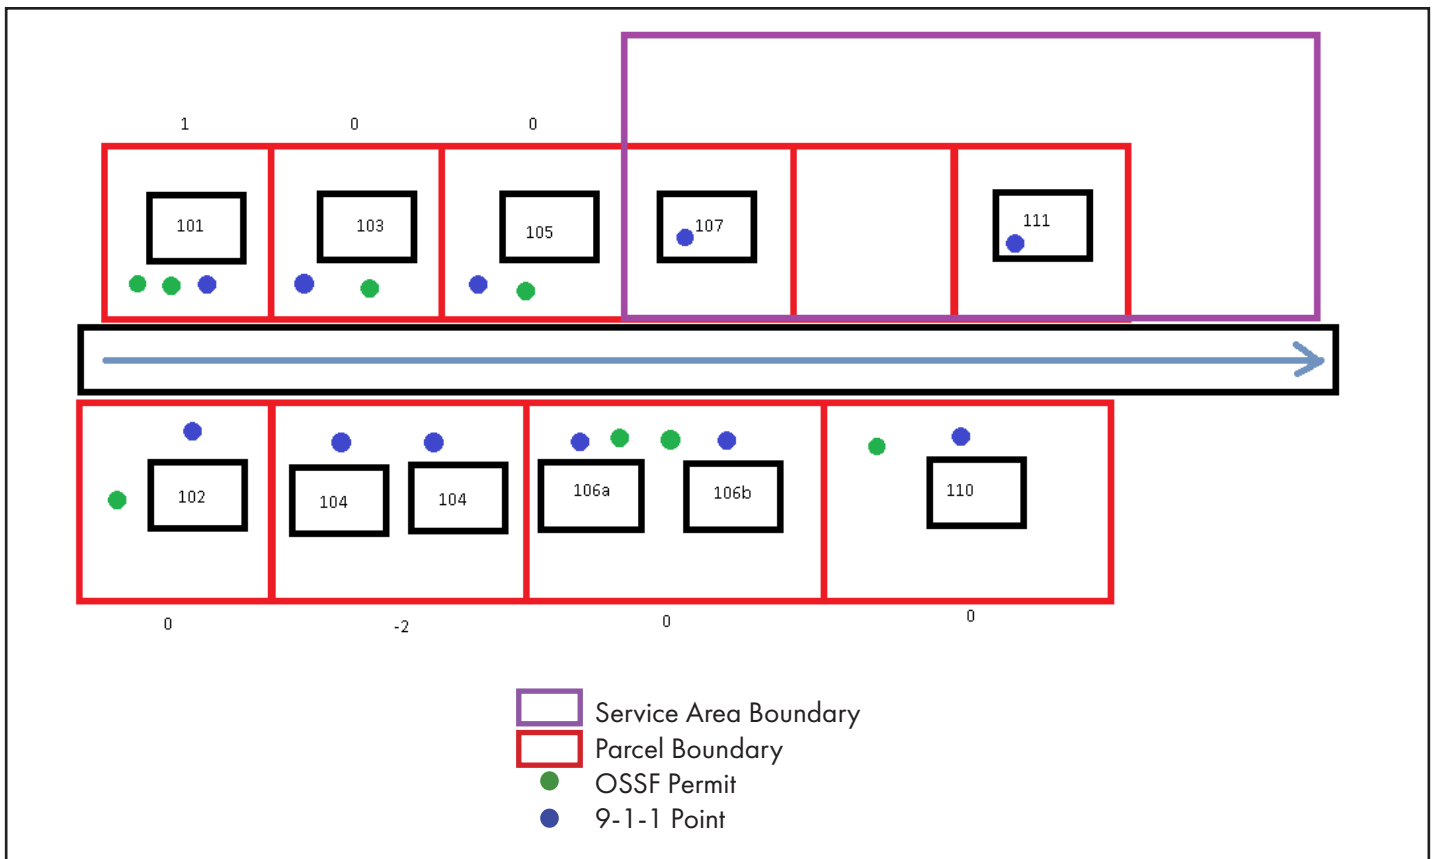 1 0 0
101 103 105 107 111
102 104 104 106a 106b 110
0 -2 0 0
Service Area Boundary
Parcel Boundary
OSSF Permit
9-1-1 Point